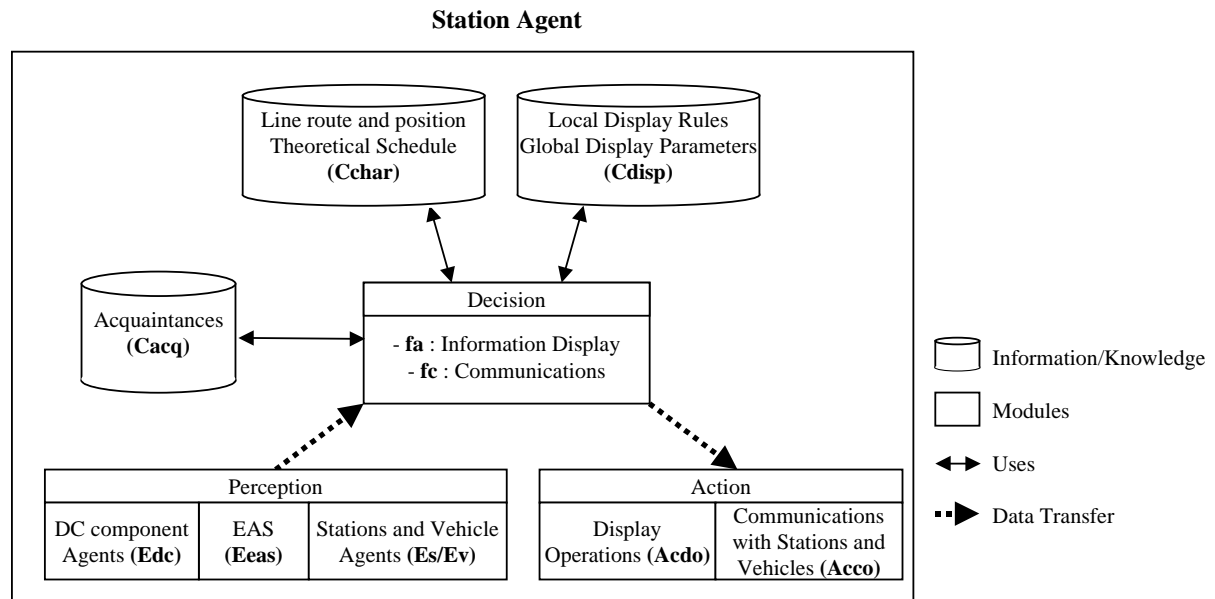 Station Agent
Line route and position
Theoretical Schedule
(Cchar)
Local Display Rules
Global Display Parameters
(Cdisp)
Acquaintances
(Cacq)
Decision
- fa : Information Display
- fc : Communications
Perception
DC component
Agents (Edc)
EAS
(Eeas)
Stations and Vehicle
Agents (Es/Ev)
Action
Display
Operations (Acdo)
Communications
with Stations and
Vehicles (Acco)
Information/Knowledge
Modules
Uses
Data Transfer